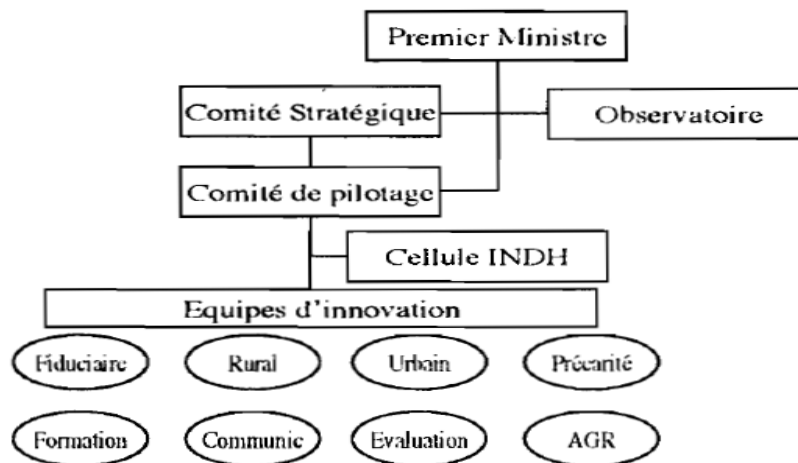 Premier Ministre
Comité Stratégique
Observatoire
Comité de pilotage
Cellule INDH
Equipes d'innovation
Fiduciaire
Rural
Urbain
Précarité
Formation
Communic
Evaluation
AGR